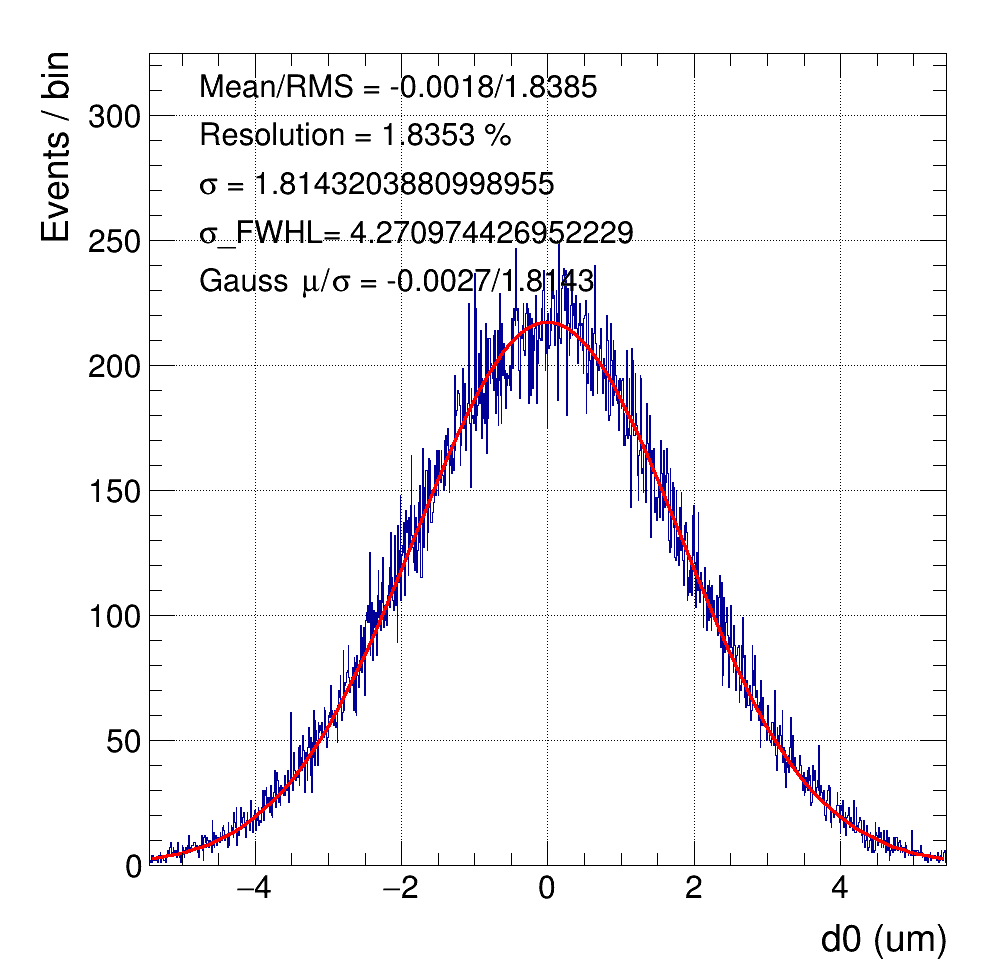 Events / bin
Mean/RMS = -0.0018/1.8385
Resolution = 1.8353 %
σ = 1.8143203880998955
σ_FWHL= 4.270974426952229
Gauss μ/σ = -0.0027/1.8143
300
250
200
150
100
50
0
−4 −2 0 2 4
d0 (um)